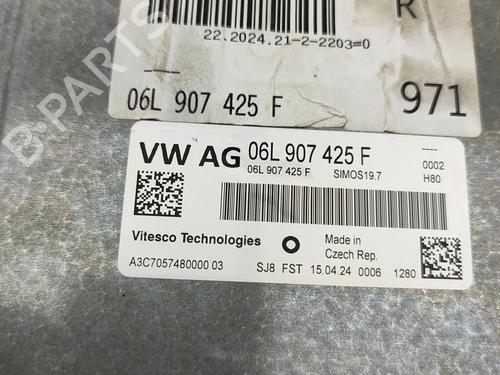 R
22.2024.21-2-2203=0
----
06L 907 425 F 971
VW AG 06L 907 425 F ----
06L 907 425 F SIMOS19.7 0002
H80
Vitesco Technologies Made in
Czech Rep.
A3C7057480000 03 SJ8 FST 15.04.24 0006 1280
B-PARTS